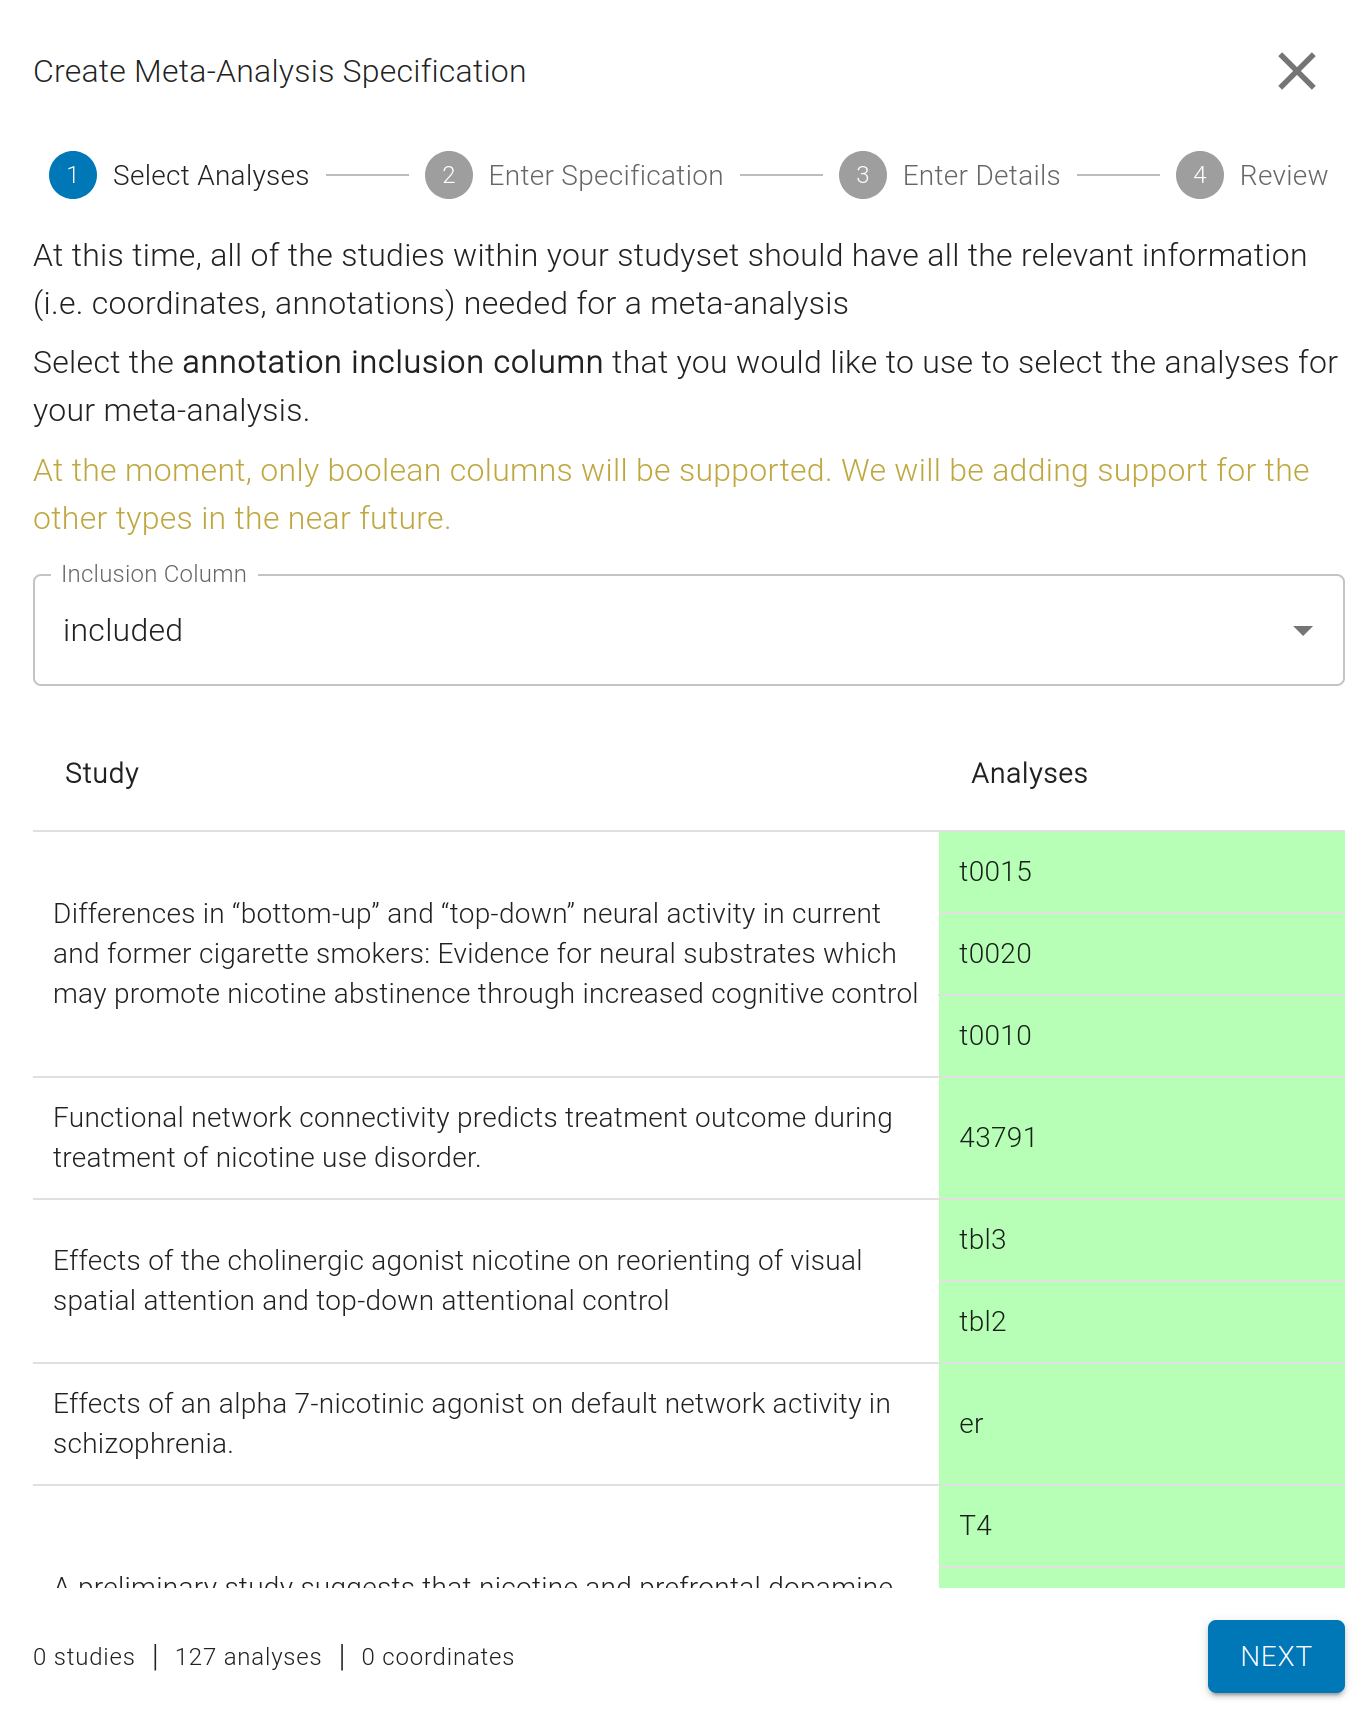 Create Meta-Analysis Specification
1 Select Analyses 2 Enter Specification 3 Enter Details 4 Review
At this time, all of the studies within your studyset should have all the relevant information
(i.e. coordinates, annotations) needed for a meta-analysis
Select the annotation inclusion column that you would like to use to select the analyses for
your meta-analysis.
At the moment, only boolean columns will be supported. We will be adding support for the
other types in the near future.
Inclusion Column
included
Study Analyses
Differences in “bottom-up” and “top-down” neural activity in current
and former cigarette smokers: Evidence for neural substrates which
may promote nicotine abstinence through increased cognitive control
t0015
t0020
t0010
Functional network connectivity predicts treatment outcome during
treatment of nicotine use disorder.
43791
Effects of the cholinergic agonist nicotine on reorienting of visual
spatial attention and top-down attentional control
tbl3
tbl2
Effects of an alpha 7-nicotinic agonist on default network activity in
schizophrenia.
er
T4
A preliminary study suggests that nicotine and prefrontal dopamine
0 studies | 127 analyses | 0 coordinates
NEXT